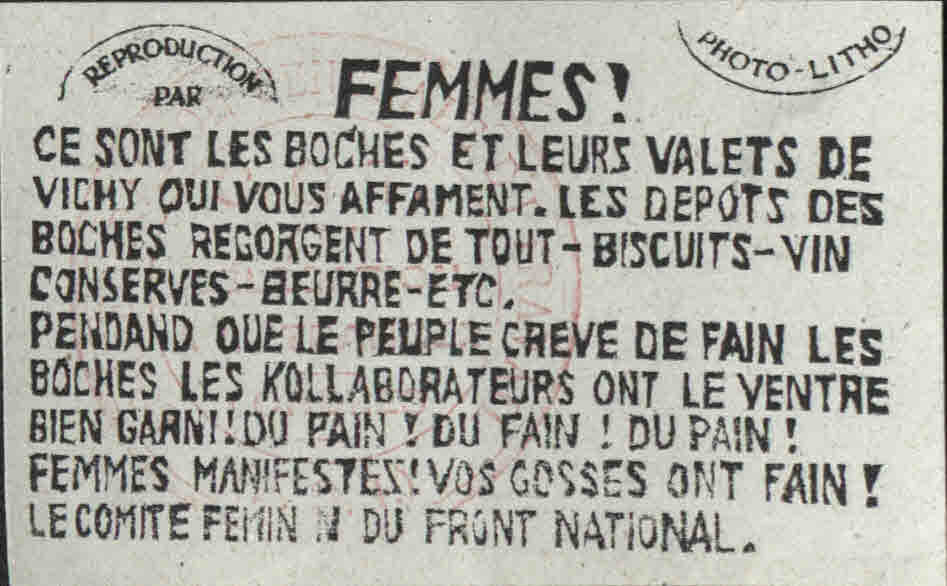 REPRODUCTION
PAR
PHOTO-LITHO
FEMMES!
CE SONT LES BOCHES ET LEURS VALETS DE
VICHY QUI VOUS AFFAMENT. LES DEPOTS DES
BOCHES REGORGENT DE TOUT - BISCUITS - VIN
CONSERVES - BEURRE - ETC.
PENDAND QUE LE PEUPLE CREVE DE FAIN LES
BOCHES LES KOLLABORATEURS ONT LE VENTRE
BIEN GARNI!! DU PAIN ! DU FAIN ! DU PAIN !
FEMMES MANIFESTES! VOS GOSSES ONT FAIN !
LE COMITE FEMININ DU FRONT NATIONAL.